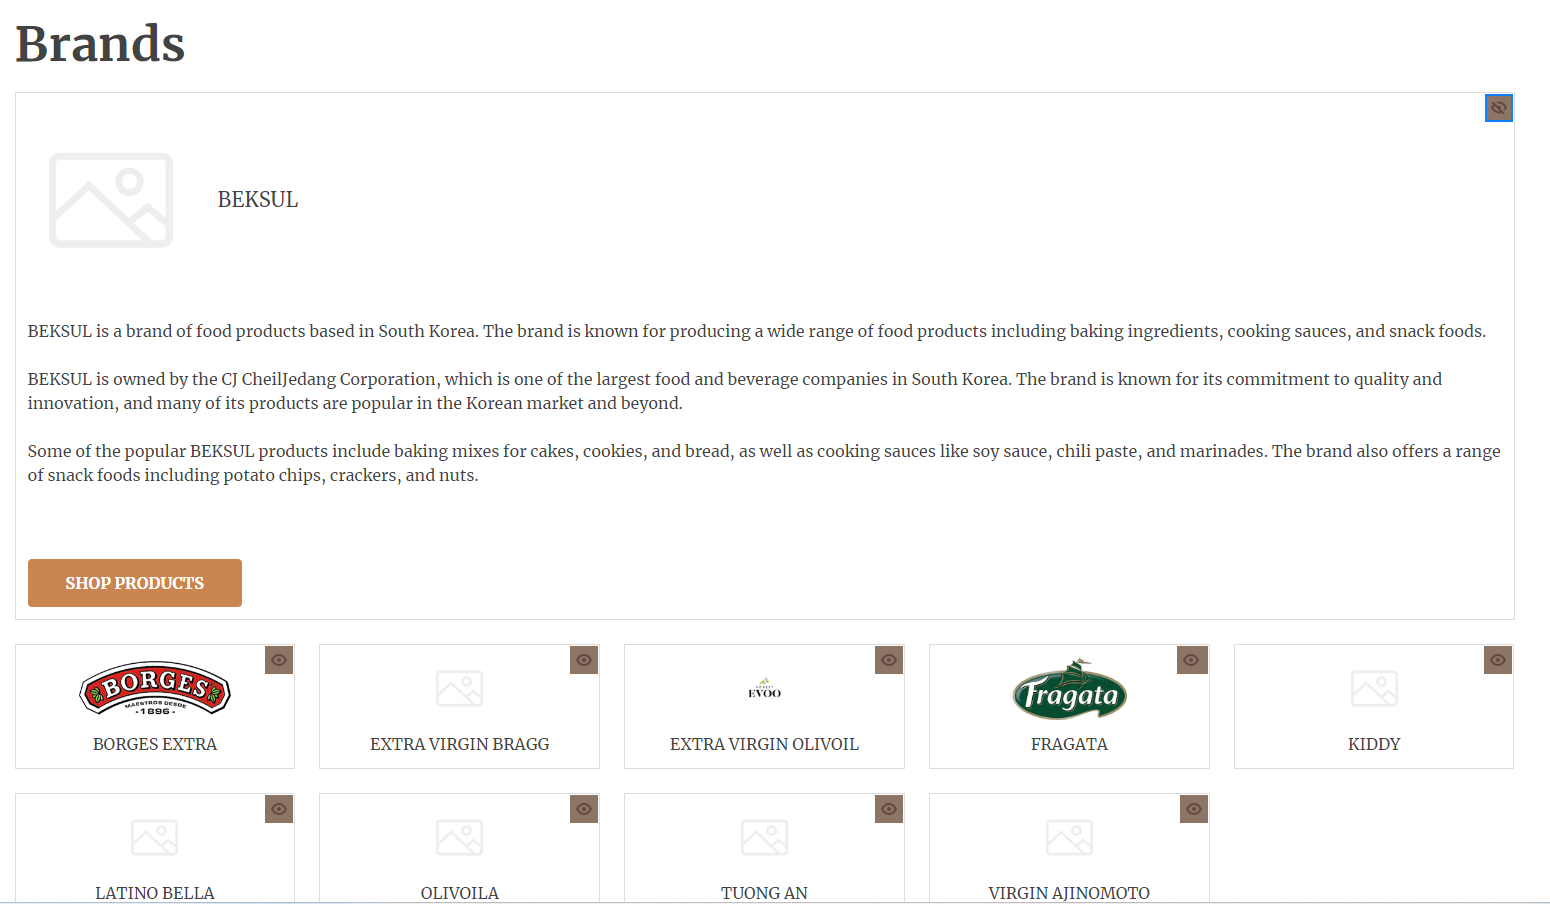 Brands
BEKSUL
BEKSUL is a brand of food products based in South Korea. The brand is known for producing a wide range of food products including baking ingredients, cooking sauces, and snack foods.
BEKSUL is owned by the CJ CheilJedang Corporation, which is one of the largest food and beverage companies in South Korea. The brand is known for its commitment to quality and
innovation, and many of its products are popular in the Korean market and beyond.
Some of the popular BEKSUL products include baking mixes for cakes, cookies, and bread, as well as cooking sauces like soy sauce, chili paste, and marinades. The brand also offers a range
of snack foods including potato chips, crackers, and nuts.
SHOP PRODUCTS
BORGES
MAESTROS DESDE
-1896-
BORGES EXTRA
EXTRA VIRGIN BRAGG
EVOO
EXTRA VIRGIN OLIVOIL
Fragata
FRAGATA
KIDDY
LATINO BELLA
OLIVOILA
TUONG AN
VIRGIN AJINOMOTO